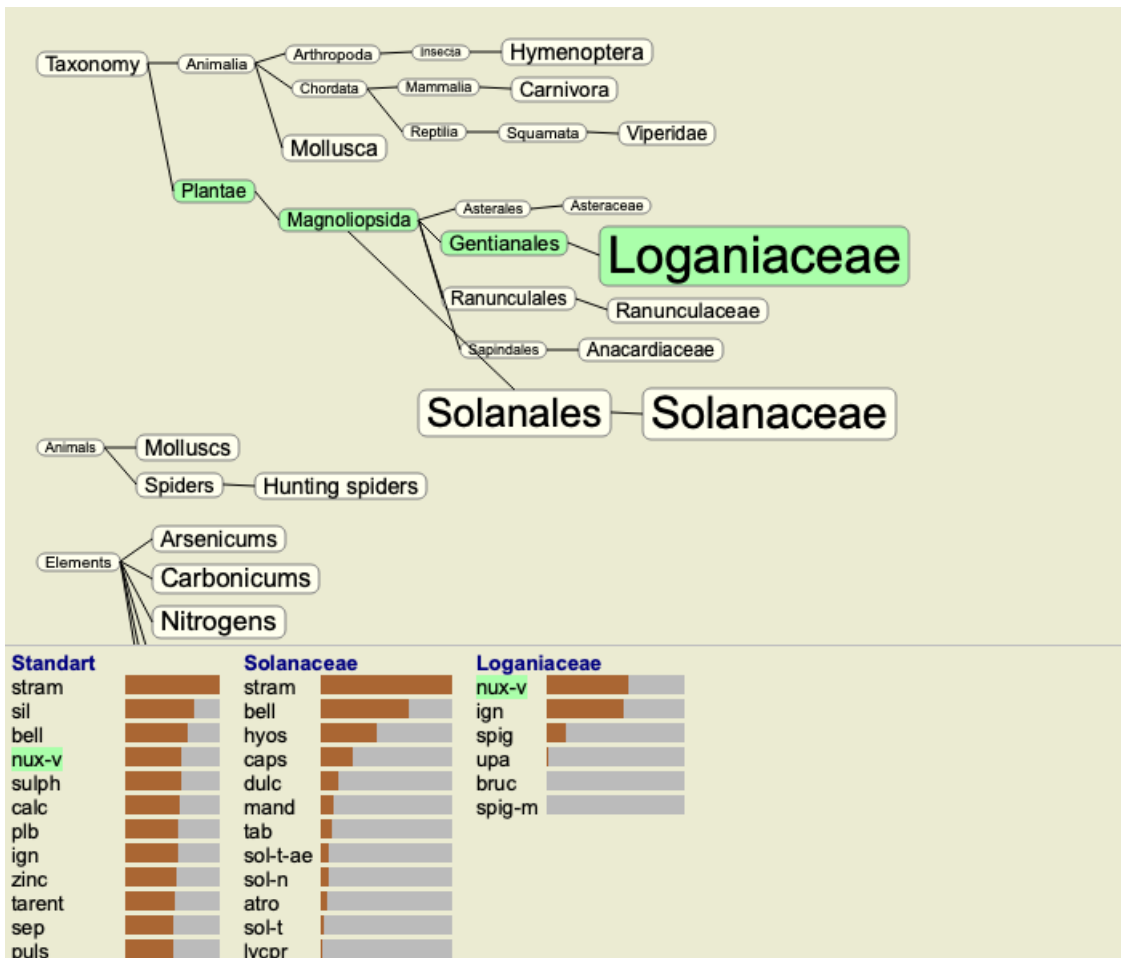 Taxonomy Animalia Arthropoda Insecta Hymenoptera
Chordata Mammalia Carnivora
Reptilia Squamata Viperidae
Mollusca
Plantae
Magnoliopsida Asterales Asteraceae
Gentianales Loganiaceae
Ranunculales Ranunculaceae
Sapindales Anacardiaceae
Solanales Solanaceae
Animals Molluscs
Spiders Hunting spiders
Arsenicums
Elements
Carbonicums
Nitrogens
Standart Solanaceae Loganiaceae
stram stram nux-v
sil bell ign
bell hyos spig
nux-v caps upa
sulph dulc bruc
calc mand spig-m
plb tab
ign sol-t-ae
zinc sol-n
tarent atro
sep sol-t
puls lycpr